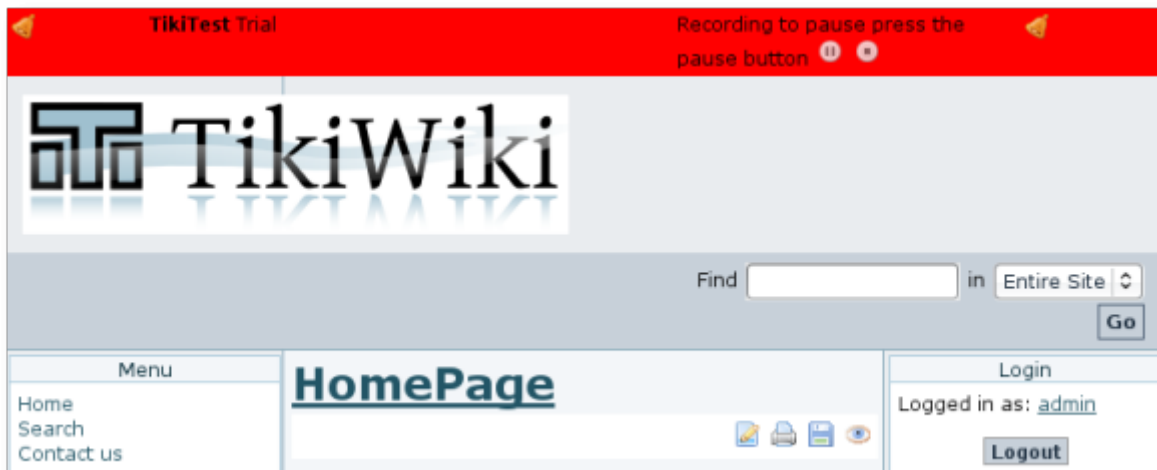 TikiTest Trial
Recording to pause press the
pause button
TikiWiki
Find in Entire Site
Go
Menu
Home
Search
Contact us
HomePage
Login
Logged in as: admin
Logout